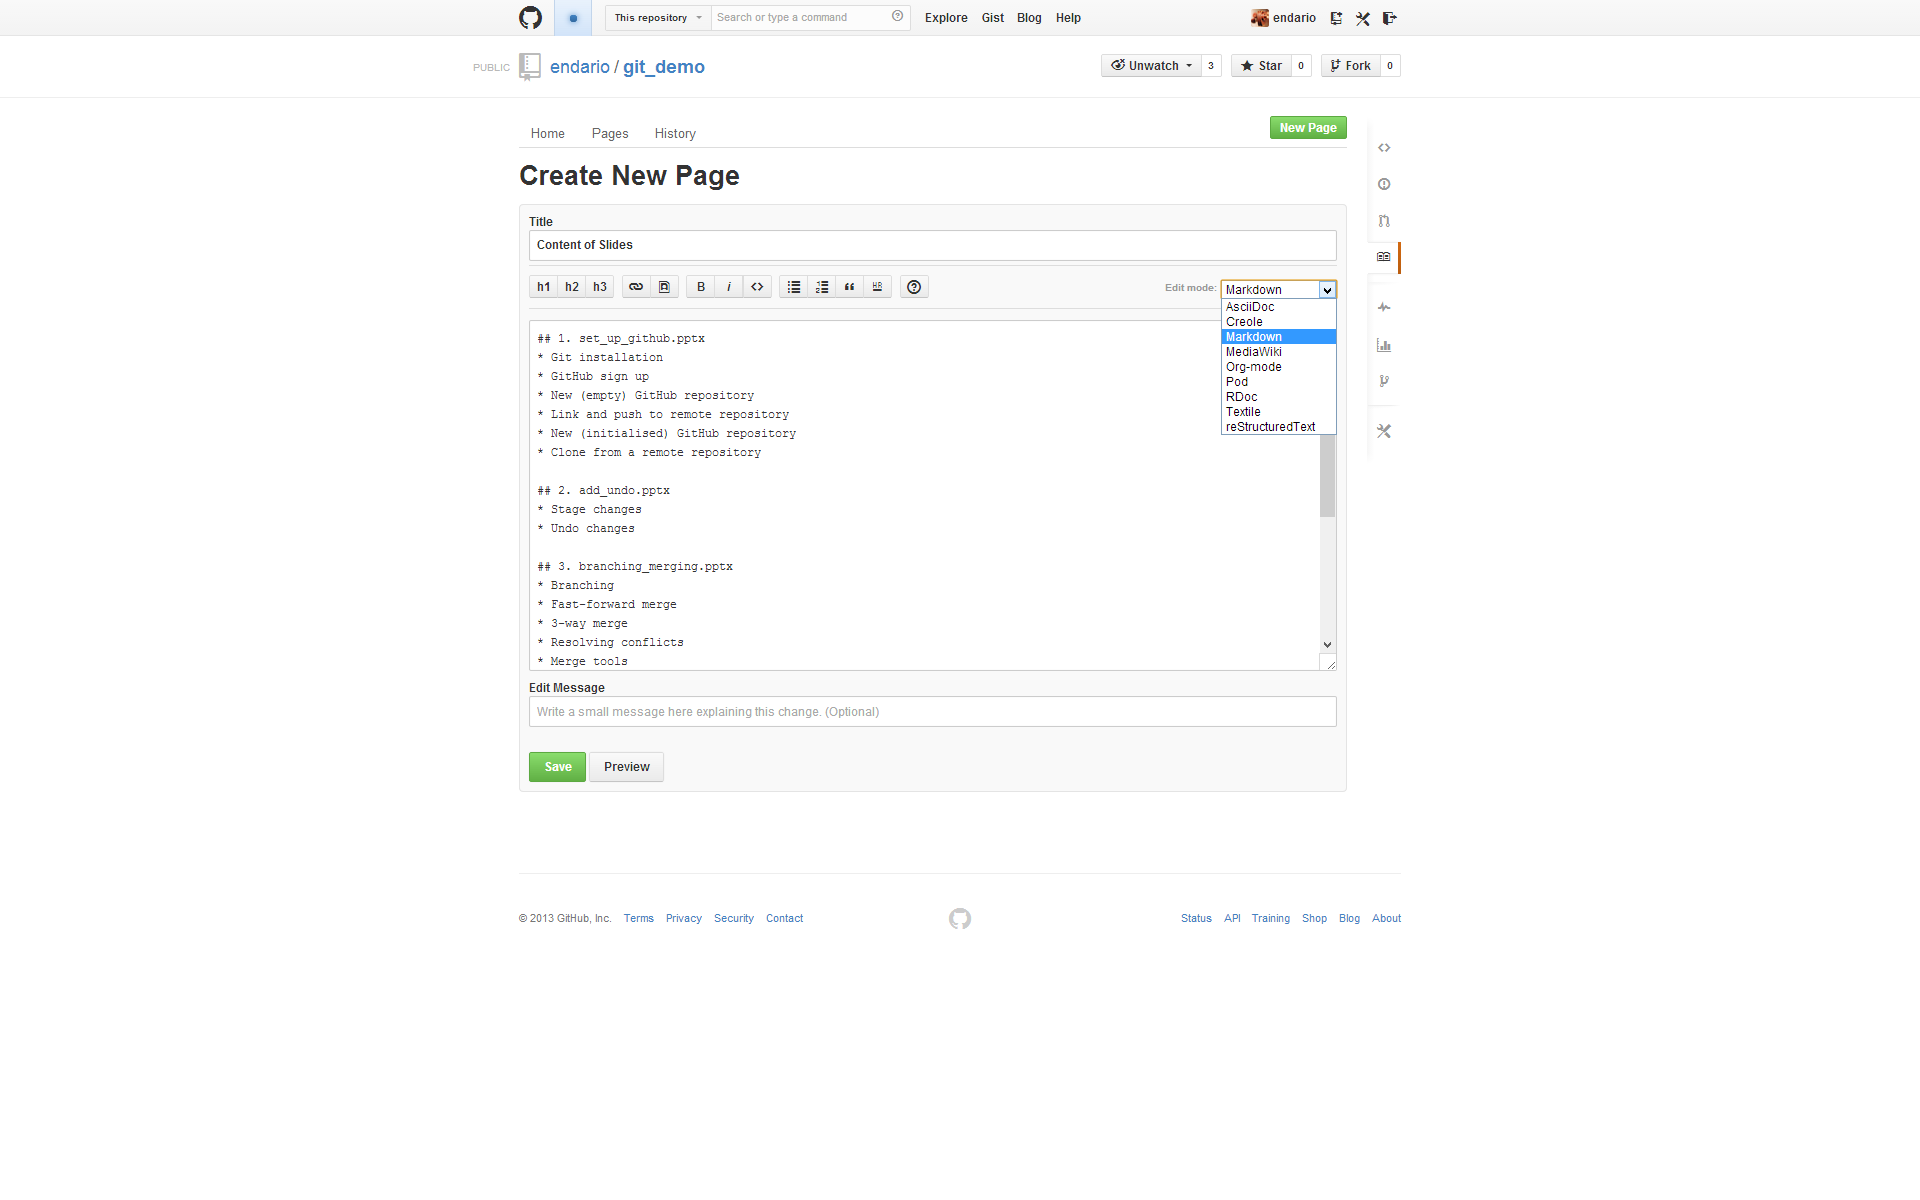 This repository Search or type a command Explore Gist Blog Help endario
PUBLIC endario / git_demo Unwatch 3 Star 0 Fork 0
Home Pages History New Page
Create New Page
Title
Content of Slides
h1 h2 h3 B i <> “ HR Edit mode: Markdown
AsciiDoc
Creole
Markdown
MediaWiki
Org-mode
Pod
RDoc
Textile
reStructuredText
## 1. set_up_github.pptx
* Git installation
* GitHub sign up
* New (empty) GitHub repository
* Link and push to remote repository
* New (initialised) GitHub repository
* Clone from a remote repository
## 2. add_undo.pptx
* Stage changes
* Undo changes
## 3. branching_merging.pptx
* Branching
* Fast-forward merge
* 3-way merge
* Resolving conflicts
* Merge tools
Edit Message
Write a small message here explaining this change. (Optional)
Save Preview
© 2013 GitHub, Inc. Terms Privacy Security Contact Status API Training Shop Blog About